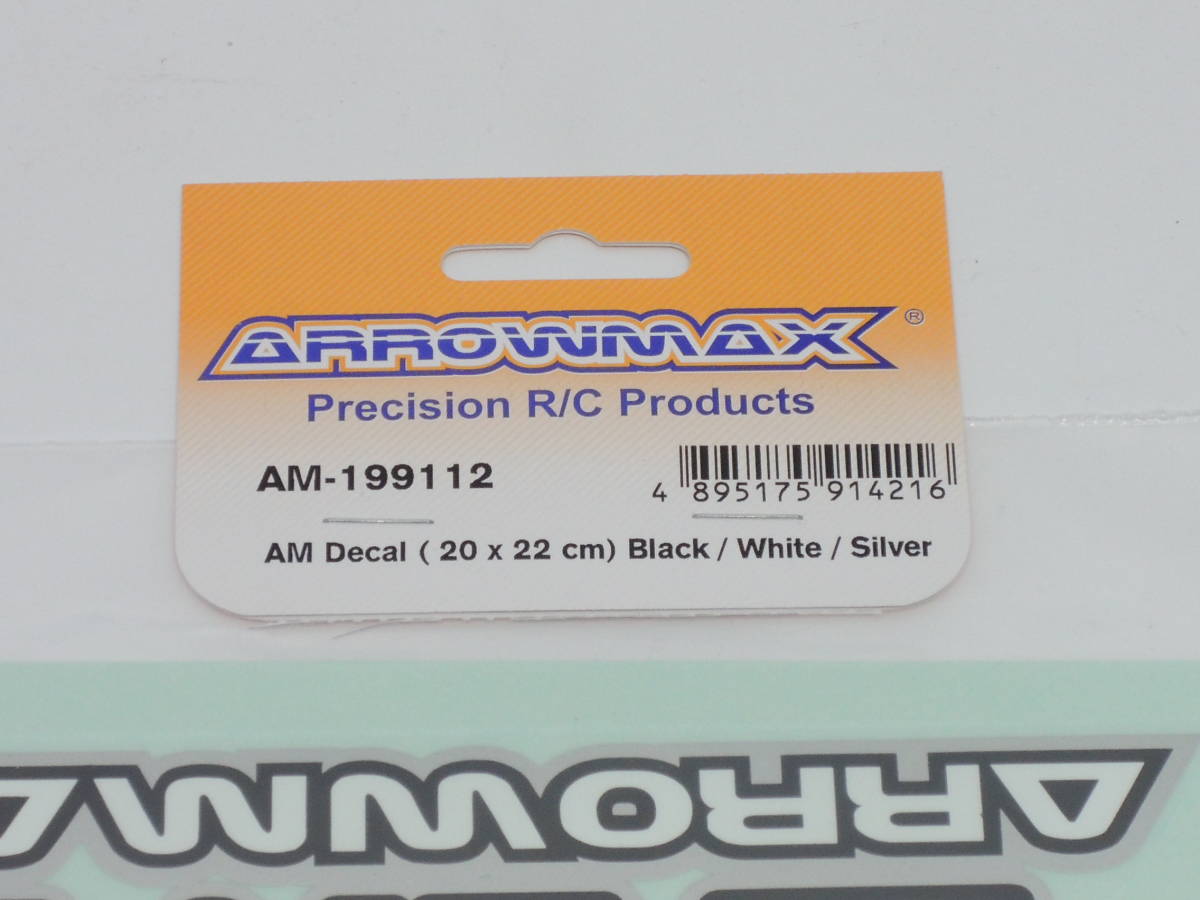 ARROWMAX ®
Precision R/C Products
AM-199112
4 895175 914216
AM Decal ( 20 x 22 cm) Black / White / Silver
ARROWMA